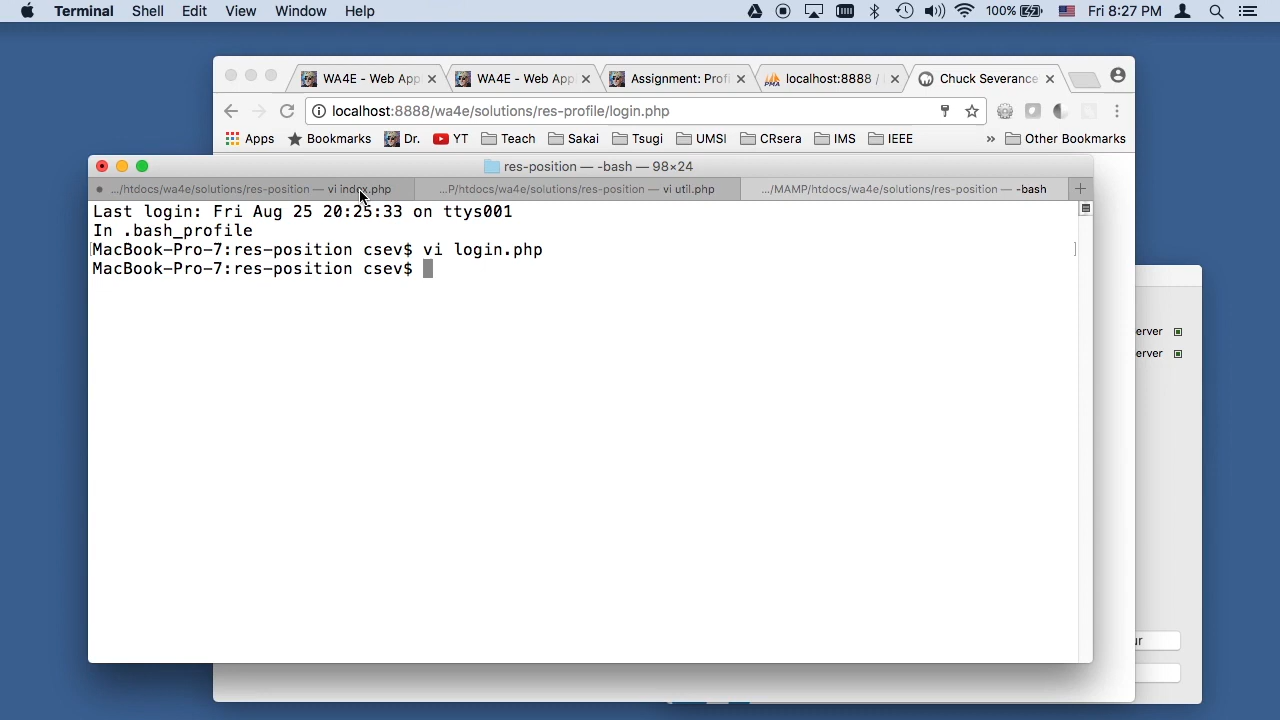 Terminal Shell Edit View Window Help 100% Fri 8:27 PM
WA4E - Web App WA4E - Web App Assignment: Prof localhost:8888 / Chuck Severance
localhost:8888/wa4e/solutions/res-profile/login.php
Apps Bookmarks Dr. YT Teach Sakai Tsugi UMSI CRsera IMS IEEE » Other Bookmarks
res-position — -bash — 98×24
.../htdocs/wa4e/solutions/res-position — vi index.php ...P/htdocs/wa4e/solutions/res-position — vi util.php .../MAMP/htdocs/wa4e/solutions/res-position — -bash
Last login: Fri Aug 25 20:25:33 on ttys001
In .bash_profile
[MacBook-Pro-7:res-position csev$ vi login.php ]
MacBook-Pro-7:res-position csev$
erver
erver
ur